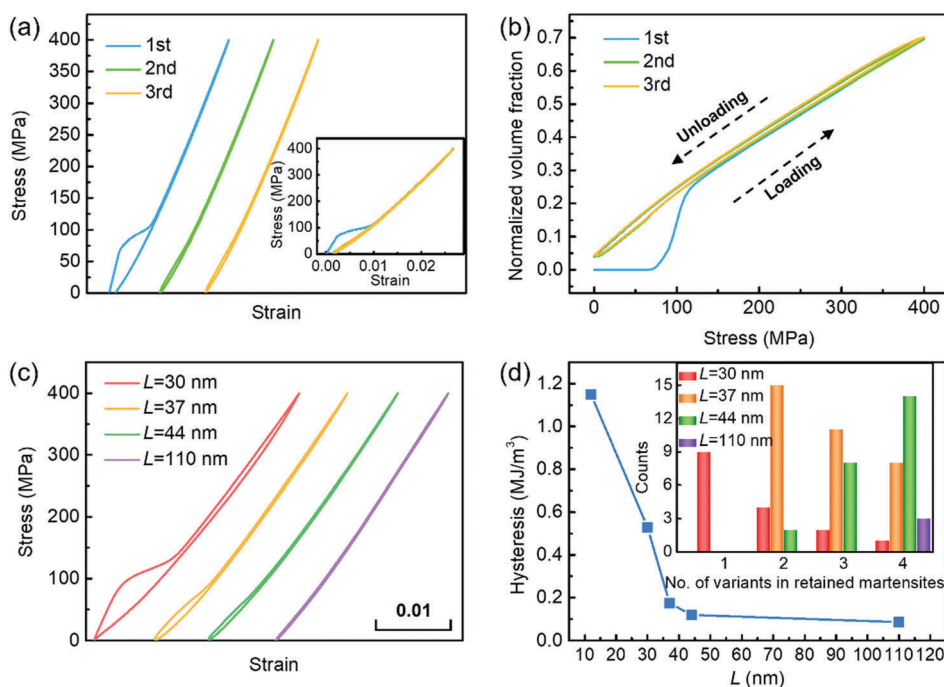 (a)
1st
2nd
3rd
Stress (MPa)
400
350
300
250
200
150
100
50
0
Strain
Stress (MPa)
400
300
200
100
0
0.00 0.01 0.02
Strain
(b)
1st
2nd
3rd
Unloading
Loading
Normalized volume fraction
0.7
0.6
0.5
0.4
0.3
0.2
0.1
0.0
0 100 200 300 400
Stress (MPa)
(c)
L=30 nm
L=37 nm
L=44 nm
L=110 nm
Stress (MPa)
400
300
200
100
0
0.01
Strain
(d)
Hysteresis (MJ/m³)
1.2
1.0
0.8
0.6
0.4
0.2
0.0
10 20 30 40 50 60 70 80 90 100 110 120
L (nm)
L=30 nm
L=37 nm
L=44 nm
L=110 nm
Counts
15
12
9
6
3
0
1 2 3 4
No. of variants in retained martensites